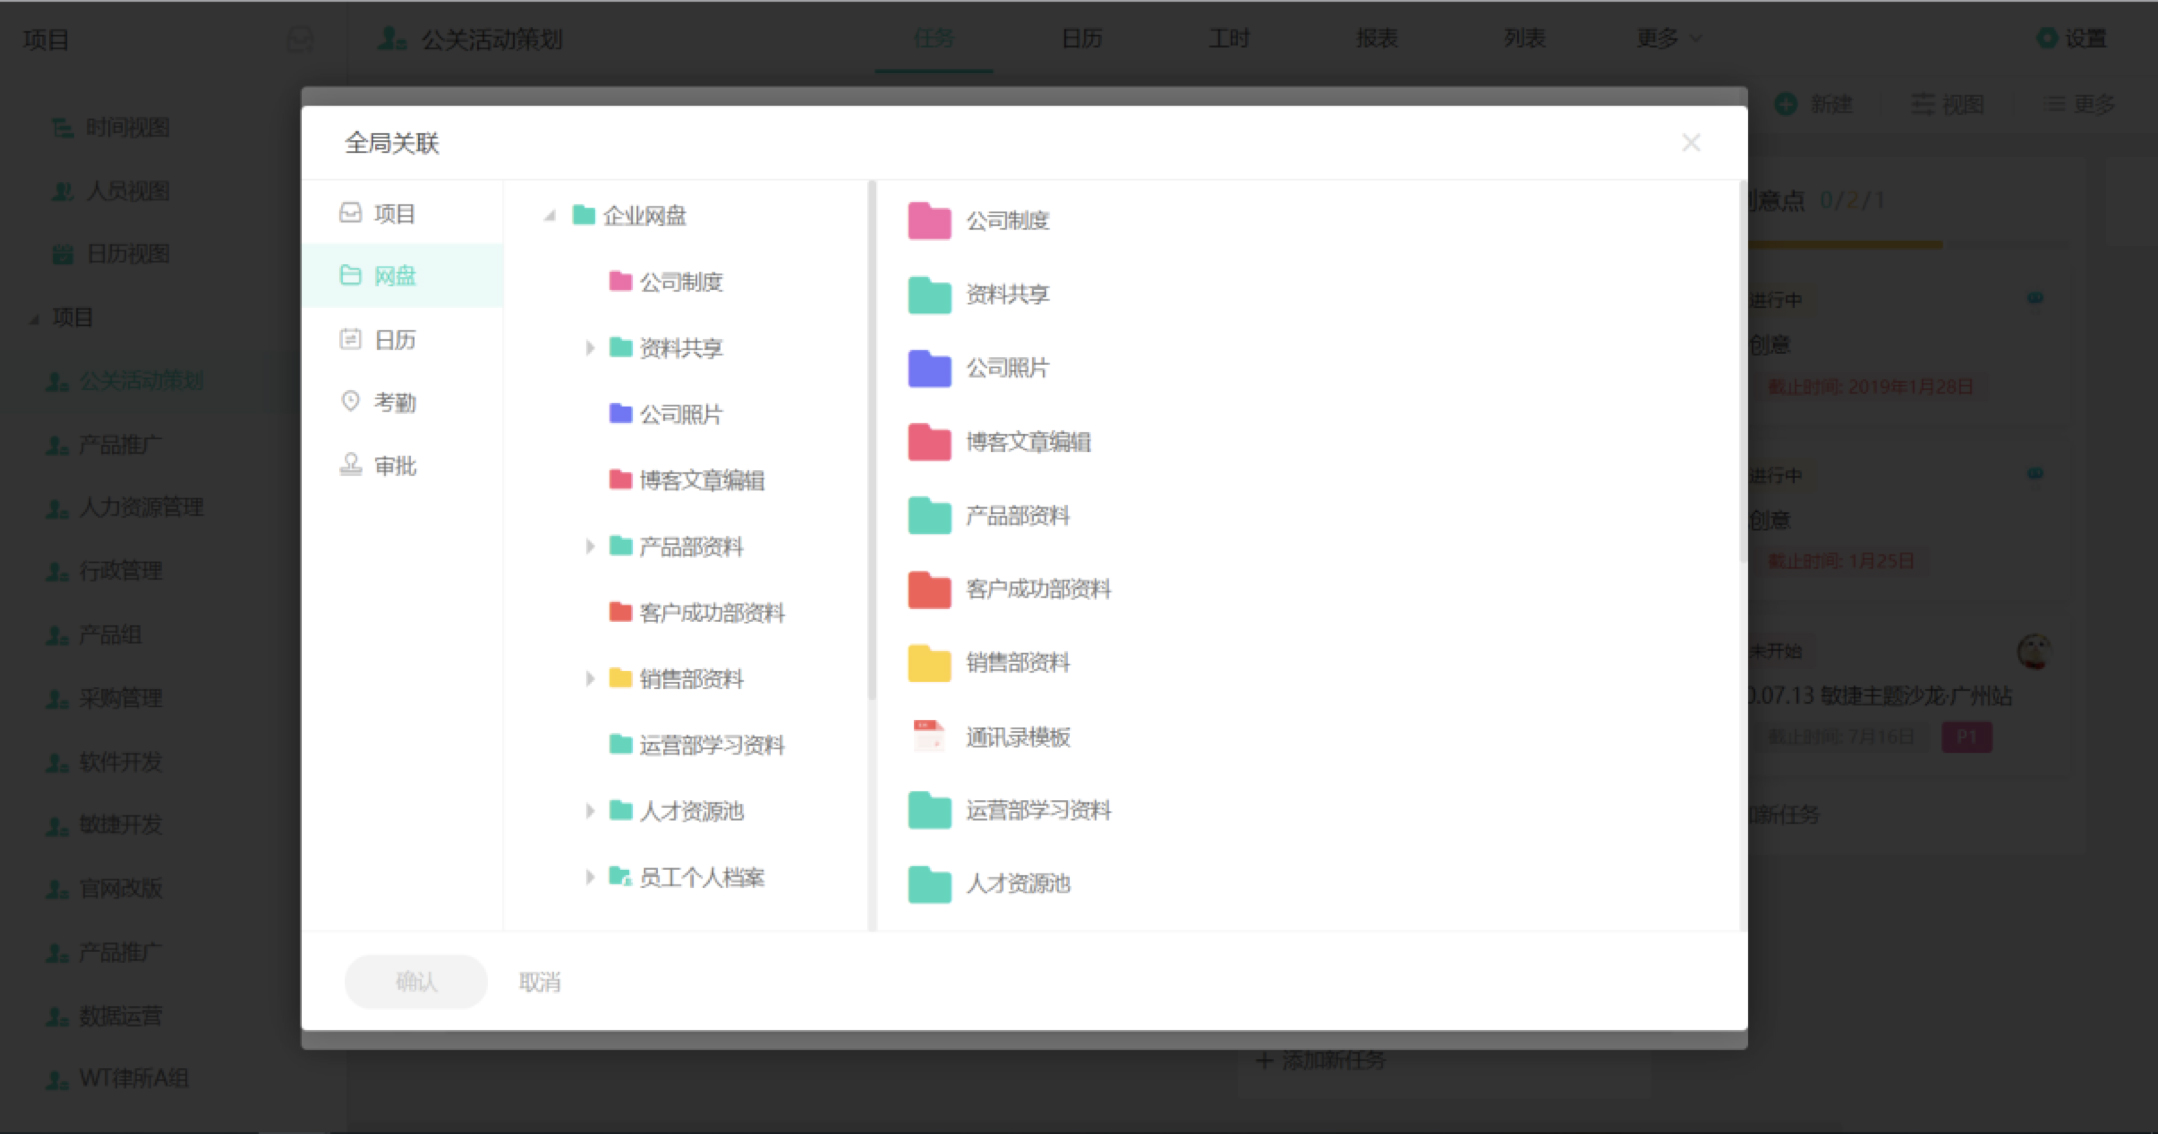 项目
公关活动策划
任务
日历
工时
报表
列表
更多
设置
新建
视图
更多
时间视图
人员视图
日历视图
项目
公关活动策划
产品推广
人力资源管理
行政管理
产品组
采购管理
软件开发
敏捷开发
官网改版
产品推广
数据运营
WT律所A组
全局关联
项目
网盘
日历
考勤
审批
企业网盘
公司制度
资料共享
公司照片
博客文章编辑
产品部资料
客户成功部资料
销售部资料
运营部学习资料
人才资源池
员工个人档案
公司制度
资料共享
公司照片
博客文章编辑
产品部资料
客户成功部资料
销售部资料
通讯录模板
运营部学习资料
人才资源池
确认
取消
创意点 0/2/1
进行中
创意
截止时间: 2019年1月28日
进行中
创意
截止时间: 1月25日
未开始
0.07.13 敏捷主题沙龙·广州站
截止时间: 7月16日
P1
加新任务
+ 添加新任务